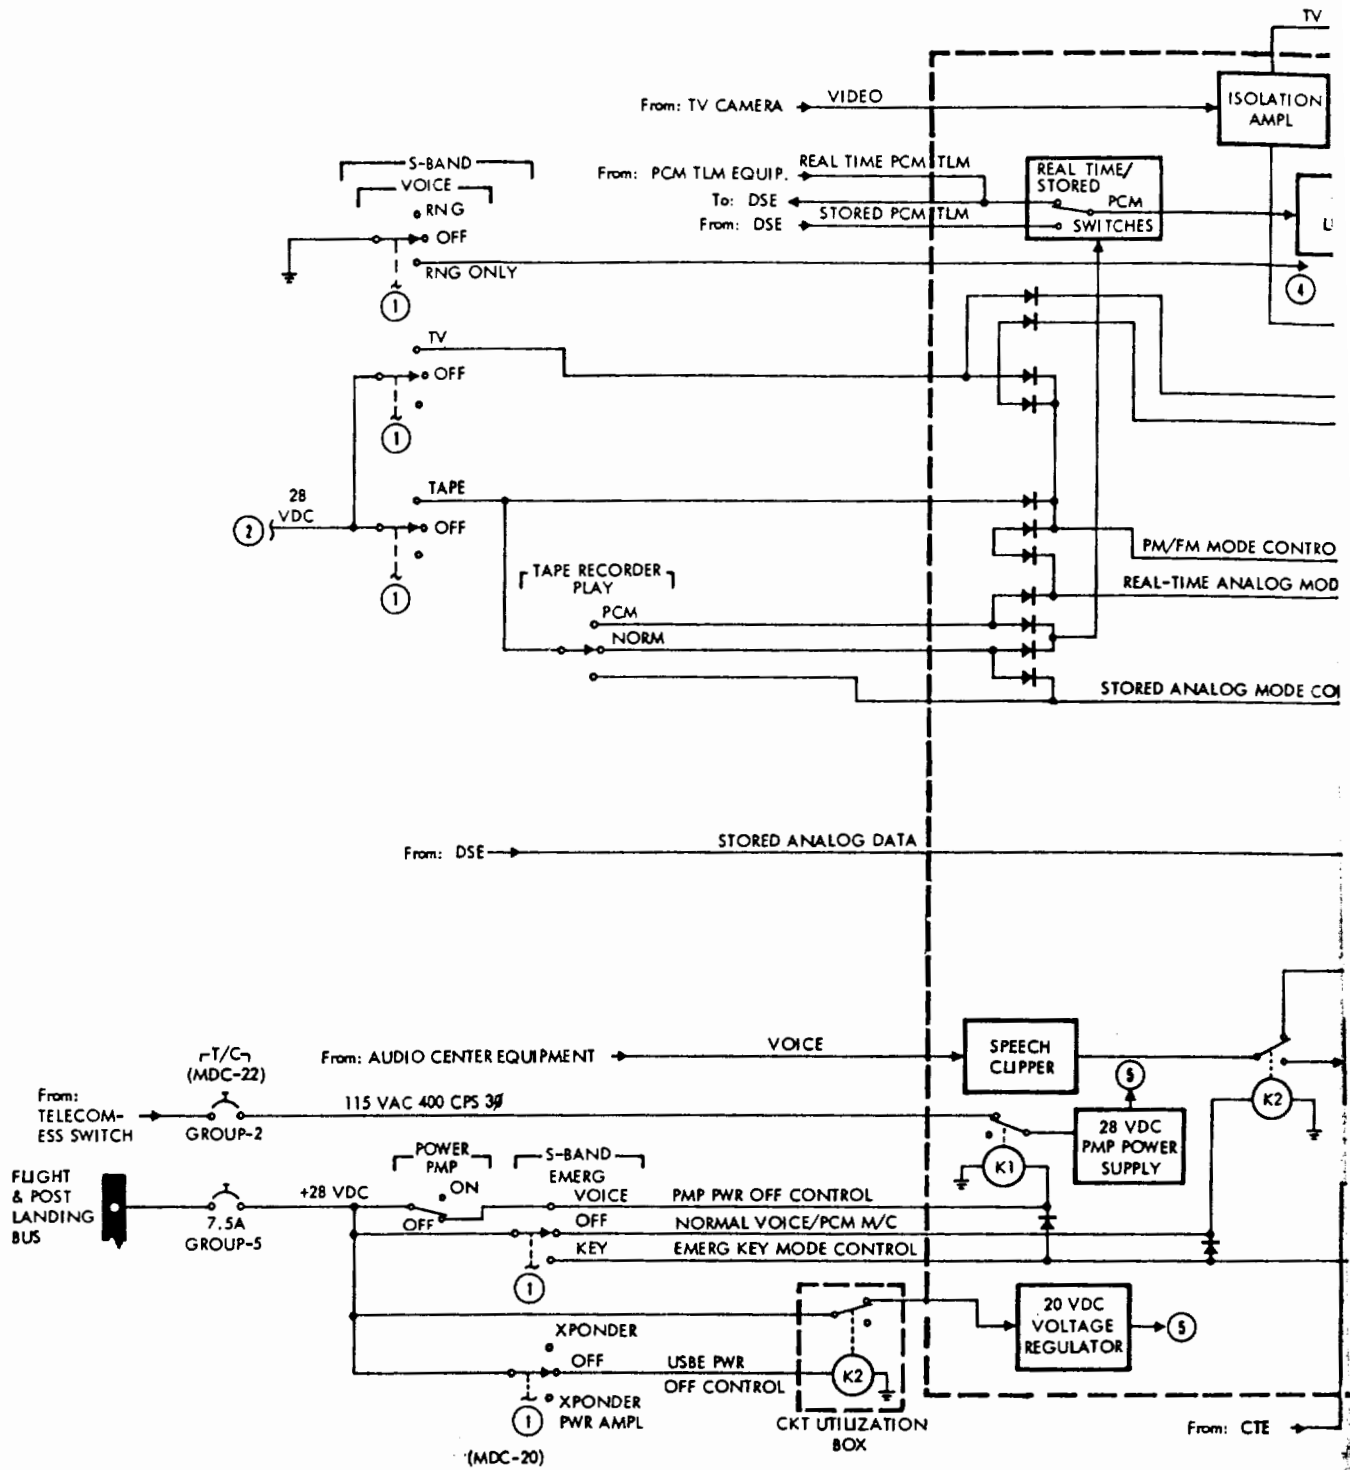 TV
ISOLATION
AMPL
From: TV CAMERA
VIDEO
S-BAND
VOICE
RNG
OFF
RNG ONLY
1
From: PCM TLM EQUIP.
REAL TIME PCM TLM
To: DSE
From: DSE
STORED PCM TLM
REAL TIME/
STORED
PCM
SWITCHES
4
TV
OFF
1
2
28
VDC
TAPE
OFF
1
TAPE RECORDER
PLAY
PCM
NORM
PM/FM MODE CONTRO
REAL-TIME ANALOG MOD
STORED ANALOG MODE CO
From: DSE
STORED ANALOG DATA
T/C
(MDC-22)
From: AUDIO CENTER EQUIPMENT
VOICE
SPEECH
CLIPPER
From:
TELECOM-
ESS SWITCH
GROUP-2
115 VAC 400 CPS 3Ø
5
K2
28 VDC
PMP POWER
SUPPLY
K1
FLIGHT
& POST
LANDING
BUS
7.5A
GROUP-5
+28 VDC
POWER
PMP
ON
OFF
S-BAND
EMERG
VOICE
PMP PWR OFF CONTROL
OFF
NORMAL VOICE/PCM M/C
KEY
EMERG KEY MODE CONTROL
1
20 VDC
VOLTAGE
REGULATOR
5
XPONDER
OFF
USBE PWR
OFF CONTROL
K2
1
XPONDER
PWR AMPL
(MDC-20)
CKT UTILIZATION
BOX
From: CTE